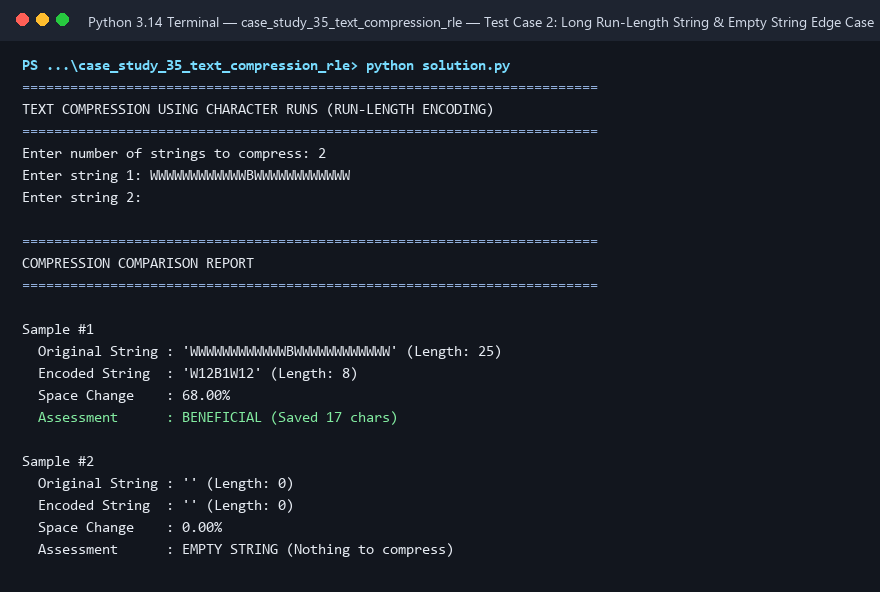 Python 3.14 Terminal — case_study_35_text_compression_rle — Test Case 2: Long Run-Length String & Empty String Edge Case
PS ...\case_study_35_text_compression_rle> python solution.py
========================================================================
TEXT COMPRESSION USING CHARACTER RUNS (RUN-LENGTH ENCODING)
========================================================================
Enter number of strings to compress: 2
Enter string 1: WWWWWWWWWWWWBWWWWWWWWWWWW
Enter string 2:
========================================================================
COMPRESSION COMPARISON REPORT
========================================================================
Sample #1
Original String : 'WWWWWWWWWWWWBWWWWWWWWWWWW' (Length: 25)
Encoded String  : 'W12B1W12' (Length: 8)
Space Change    : 68.00%
Assessment      : BENEFICIAL (Saved 17 chars)
Sample #2
Original String : '' (Length: 0)
Encoded String  : '' (Length: 0)
Space Change    : 0.00%
Assessment      : EMPTY STRING (Nothing to compress)